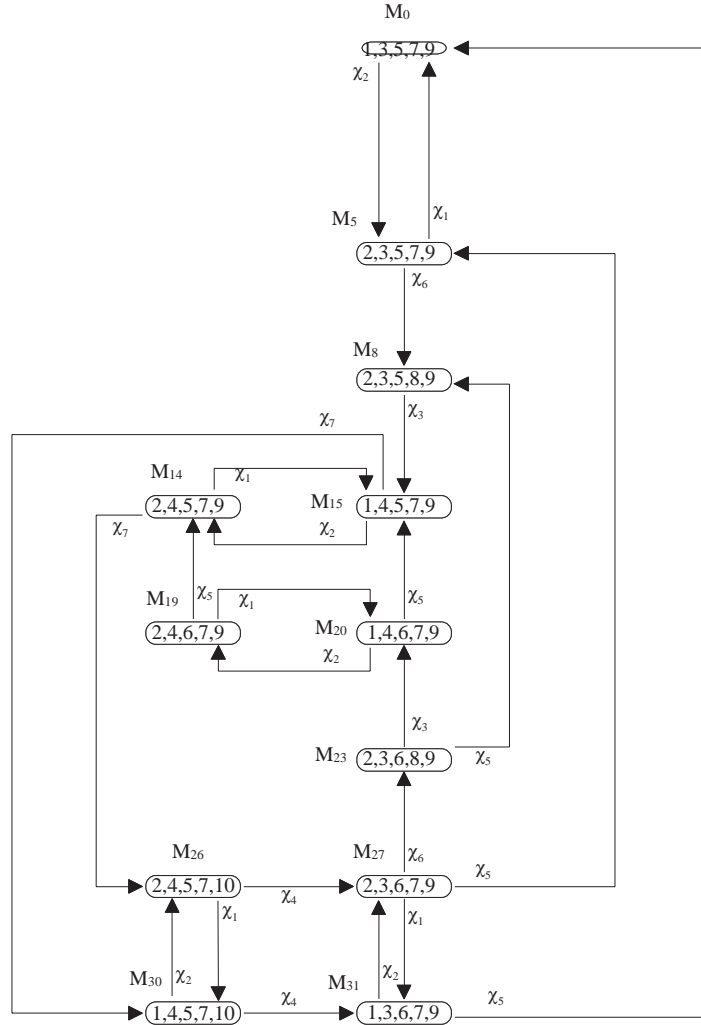 M₀
1,3,5,7,9
χ₂
χ₁
M₅
2,3,5,7,9
χ₆
M₈
2,3,5,8,9
χ₃
χ₇
M₁₄
χ₁
2,4,5,7,9
M₁₅
1,4,5,7,9
χ₇
χ₂
M₁₉
χ₅
χ₁
χ₅
2,4,6,7,9
M₂₀
1,4,6,7,9
χ₂
χ₃
M₂₃
2,3,6,8,9
χ₅
M₂₆
M₂₇
χ₆
2,4,5,7,10
χ₄
2,3,6,7,9
χ₅
χ₁
χ₁
M₃₀
χ₂
M₃₁
χ₂
1,4,5,7,10
χ₄
1,3,6,7,9
χ₅